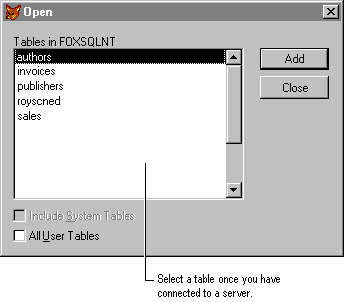 Open
Tables in FOXSQLNT
authors
invoices
publishers
royscned
sales
Add
Close
Include System Tables
All User Tables
Select a table once you have
connected to a server.